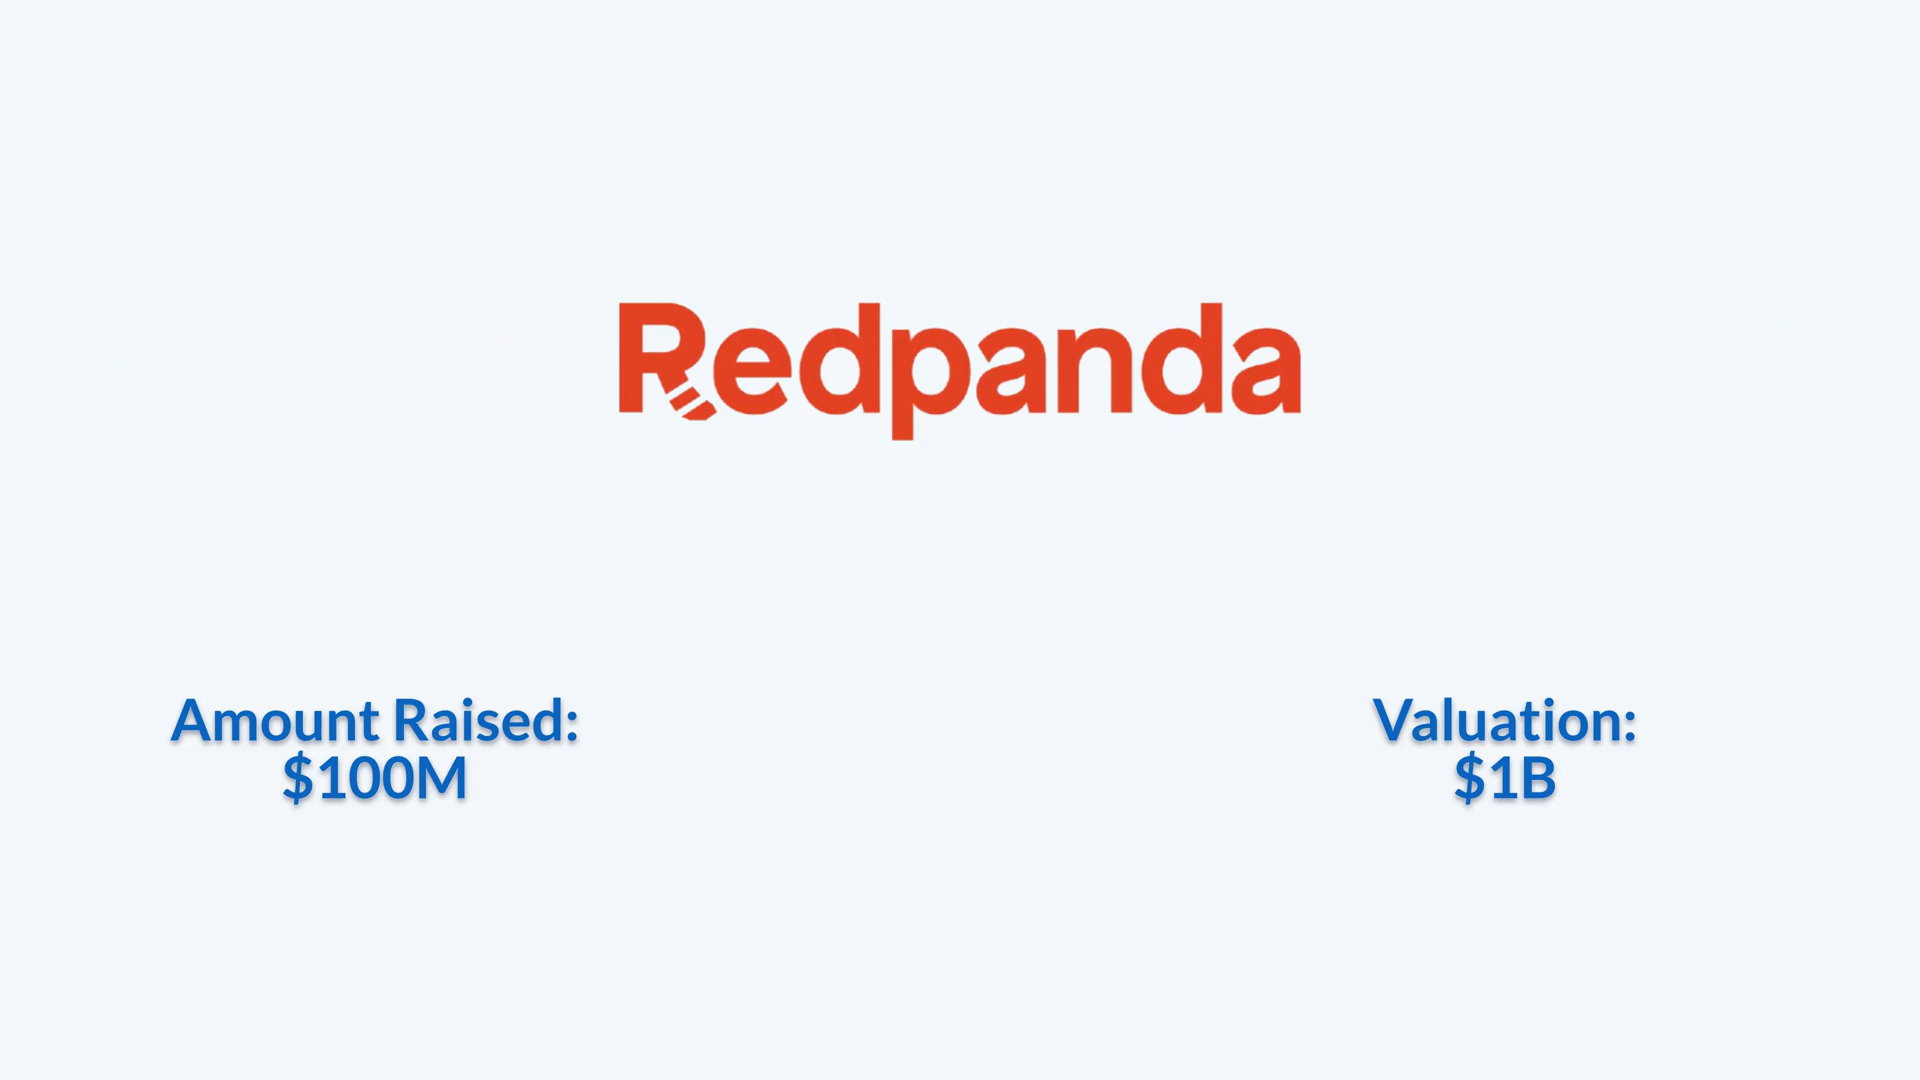 Redpanda
Amount Raised:
$100M
Valuation:
$1B